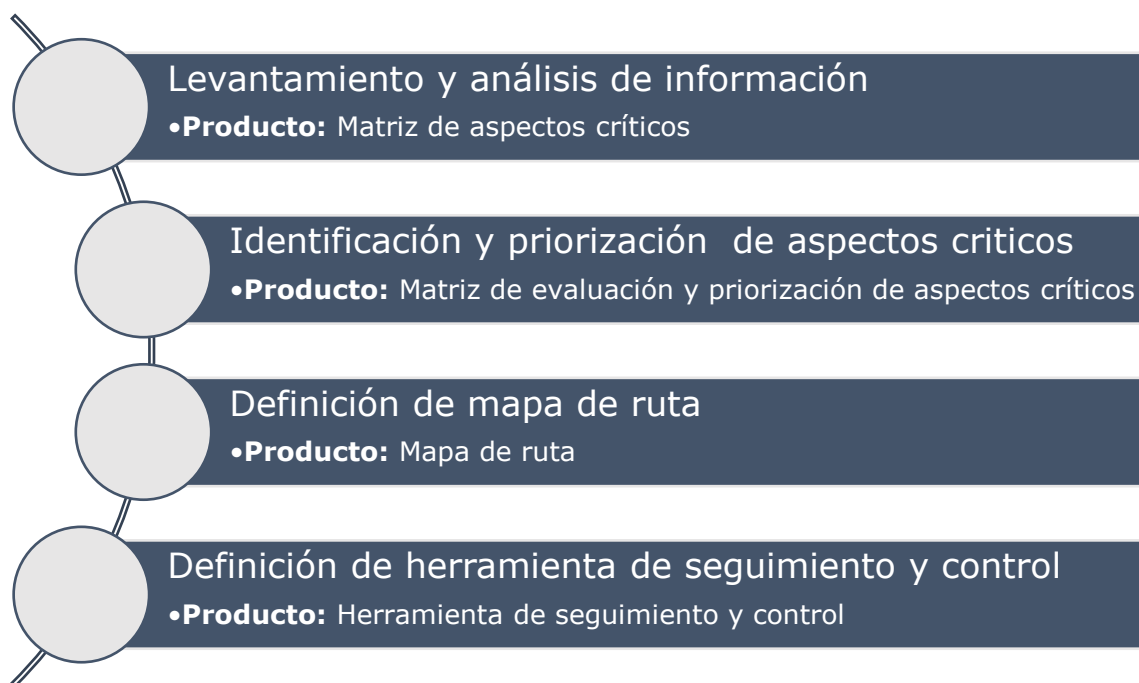 Levantamiento y análisis de información
•Producto: Matriz de aspectos críticos
Identificación y priorización  de aspectos criticos
•Producto: Matriz de evaluación y priorización de aspectos críticos
Definición de mapa de ruta
•Producto: Mapa de ruta
Definición de herramienta de seguimiento y control
•Producto: Herramienta de seguimiento y control